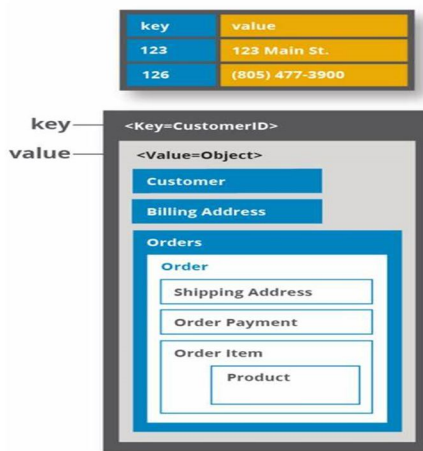 key value
123 123 Main St.
126 (805) 477-3900
key <Key=CustomerID>
value <Value=Object>
Customer
Billing Address
Orders
Order
Shipping Address
Order Payment
Order Item
Product